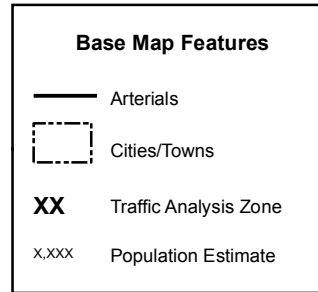 Base Map Features
Arterials
Cities/Towns
XX Traffic Analysis Zone
X,XXX Population Estimate